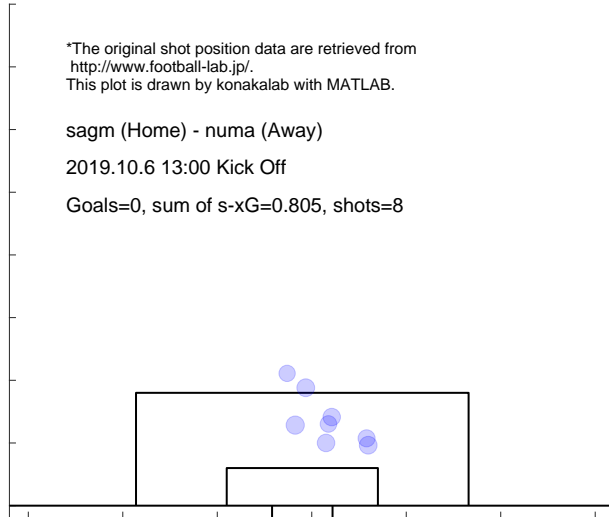 *The original shot position data are retrieved from
http://www.football-lab.jp/.
This plot is drawn by konakalab with MATLAB.
sagm (Home) - numa (Away)
2019.10.6 13:00 Kick Off
Goals=0, sum of s-xG=0.805, shots=8